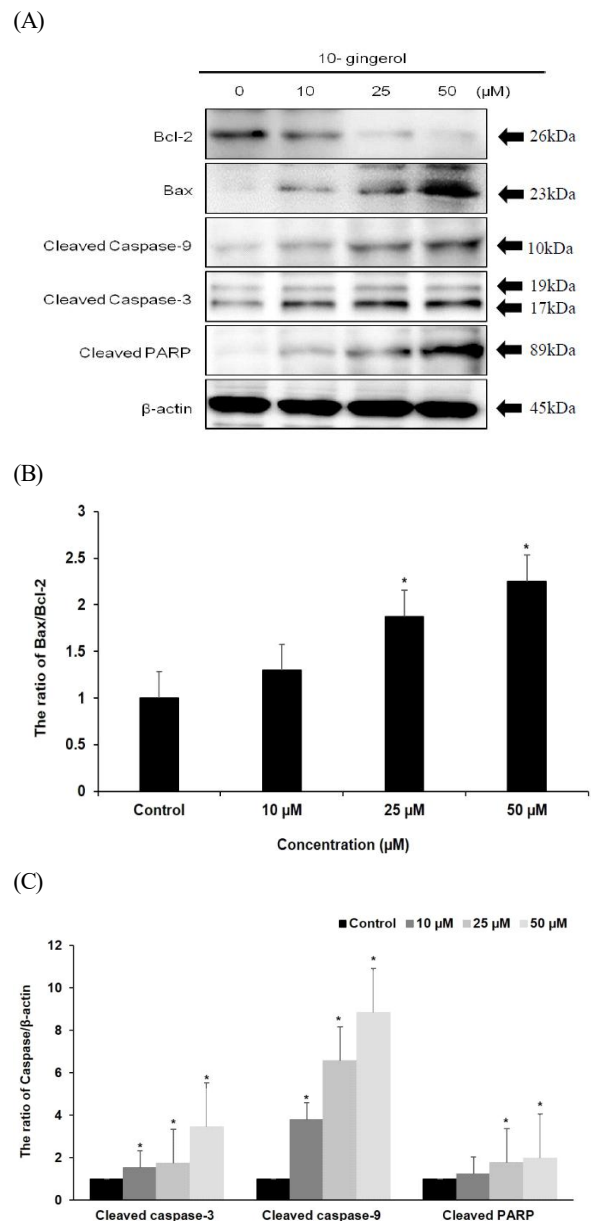 (A)
10- gingerol
0 10 25 50 (μM)
Bcl-2 26kDa
Bax 23kDa
Cleaved Caspase-9 10kDa
19kDa
Cleaved Caspase-3
17kDa
Cleaved PARP 89kDa
β-actin 45kDa
(B)
3
2.5
* *
2
1.5
1
0.5
0
The ratio of Bax/Bcl-2
Control 10 μM 25 μM 50 μM
Concentration (μM)
(C)
Control 10 μM 25 μM 50 μM
12
10
8
6
4
2
0
* * * * * * * *
The ratio of Caspase/β-actin
Cleaved caspase-3 Cleaved caspase-9 Cleaved PARP